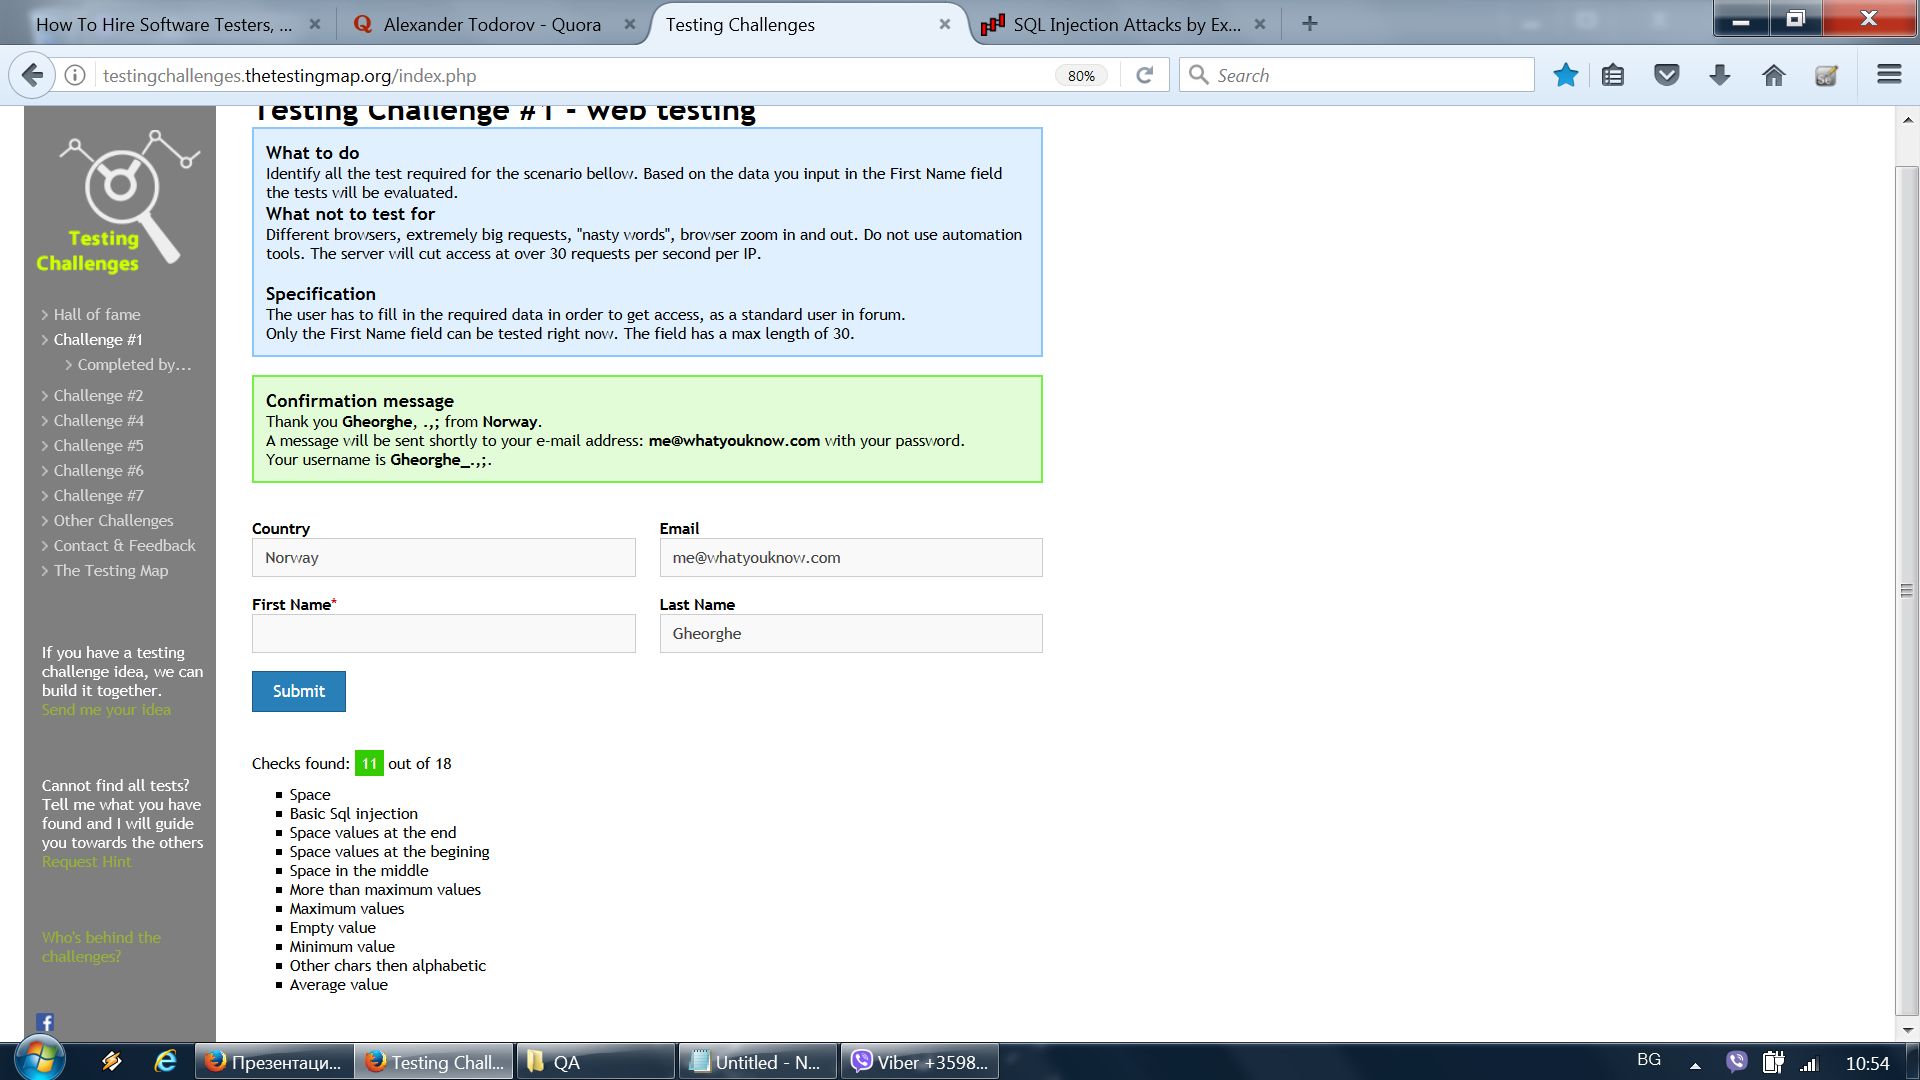 How To Hire Software Testers, ...
Alexander Todorov - Quora
Testing Challenges
SQL Injection Attacks by Ex...
testingchallenges.thetestingmap.org/index.php
80%
Search
Testing Challenge #1 - web testing
What to do
Identify all the test required for the scenario bellow. Based on the data you input in the First Name field
the tests will be evaluated.
What not to test for
Different browsers, extremely big requests, "nasty words", browser zoom in and out. Do not use automation
tools. The server will cut access at over 30 requests per second per IP.
Specification
The user has to fill in the required data in order to get access, as a standard user in forum.
Only the First Name field can be tested right now. The field has a max length of 30.
Confirmation message
Thank you Gheorghe, .,; from Norway.
A message will be sent shortly to your e-mail address: me@whatyouknow.com with your password.
Your username is Gheorghe_.,;.
Country
Email
Norway
me@whatyouknow.com
First Name*
Last Name
Gheorghe
Submit
Checks found: 11 out of 18
Space
Basic Sql injection
Space values at the end
Space values at the begining
Space in the middle
More than maximum values
Maximum values
Empty value
Minimum value
Other chars then alphabetic
Average value
Testing
Challenges
Hall of fame
Challenge #1
Completed by...
Challenge #2
Challenge #4
Challenge #5
Challenge #6
Challenge #7
Other Challenges
Contact & Feedback
The Testing Map
If you have a testing
challenge idea, we can
build it together.
Send me your idea
Cannot find all tests?
Tell me what you have
found and I will guide
you towards the others
Request Hint
Who's behind the
challenges?
Презентаци...
Testing Chall...
QA
Untitled - N...
Viber +3598...
BG
10:54